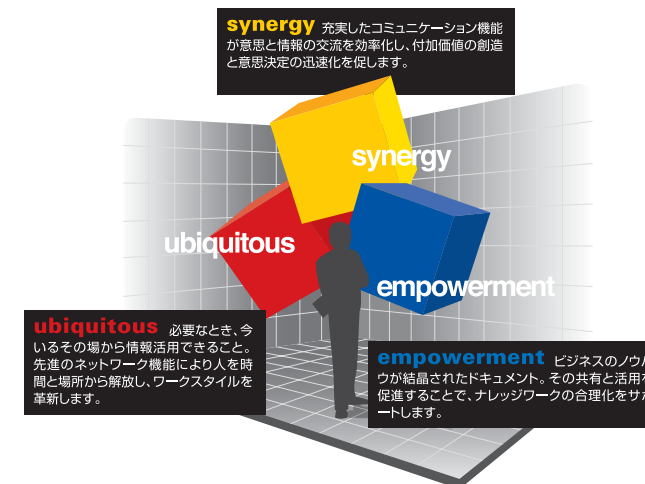 synergy 充実したコミュニケーション機能
が意思と情報の交流を効率化し、付加価値の創造
と意思決定の迅速化を促します。
synergy
ubiquitous
empowerment
ubiquitous 必要なとき、今
いるその場から情報活用できること。
先進のネットワーク機能により人を時
間と場所から解放し、ワークスタイルを
革新します。
empowerment ビジネスのノウハ
ウが結晶されたドキュメント。その共有と活用を
促進することで、ナレッジワークの合理化をサポ
ートします。